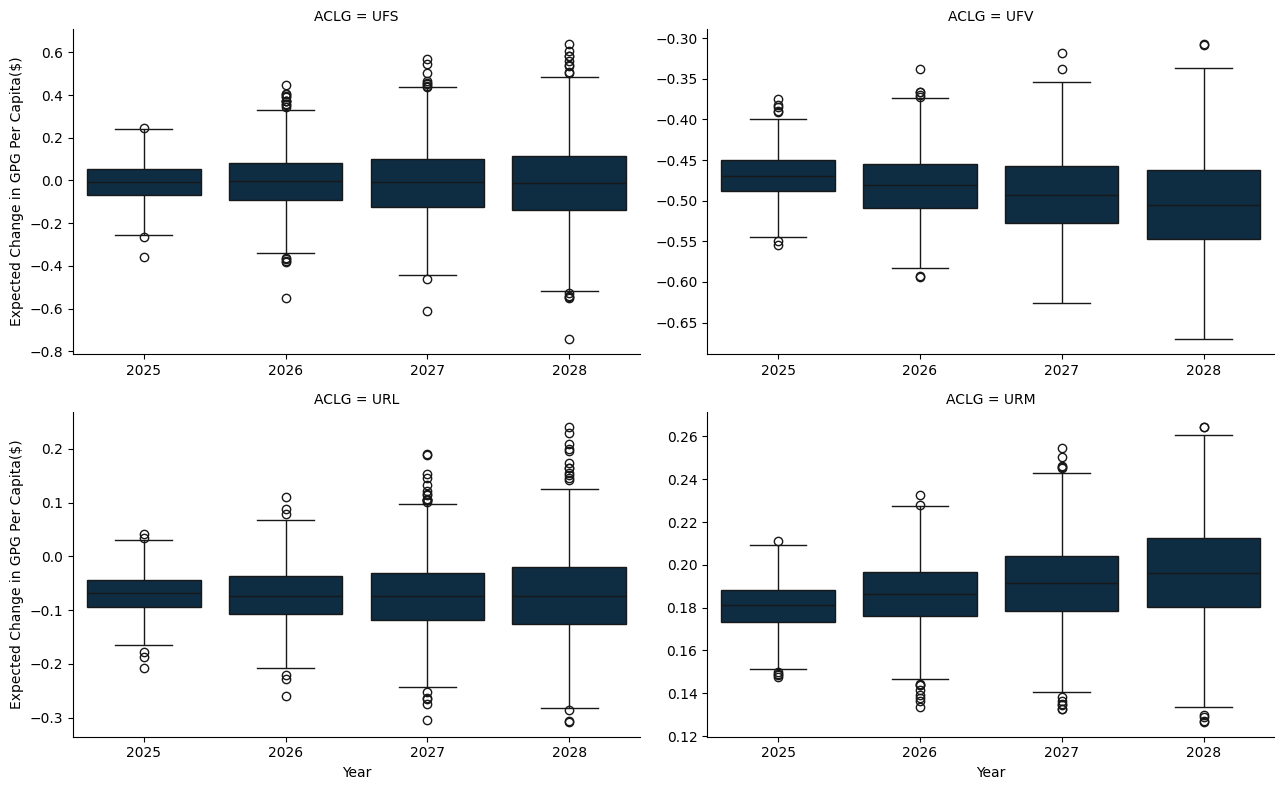 ACLG = UFS
Expected Change in GPG Per Capita($)
0.6
0.4
0.2
0.0
−0.2
−0.4
−0.6
−0.8
2025 2026 2027 2028
ACLG = UFV
−0.30
−0.35
−0.40
−0.45
−0.50
−0.55
−0.60
−0.65
2025 2026 2027 2028
ACLG = URL
Expected Change in GPG Per Capita($)
0.2
0.1
0.0
−0.1
−0.2
−0.3
2025 2026 2027 2028
Year
ACLG = URM
0.26
0.24
0.22
0.20
0.18
0.16
0.14
0.12
2025 2026 2027 2028
Year